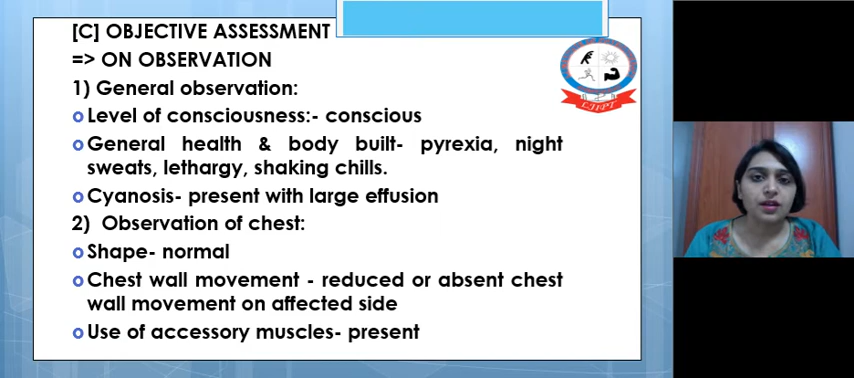 [C] OBJECTIVE ASSESSMENT
=> ON OBSERVATION
1) General observation:
Level of consciousness:- conscious
General health & body built- pyrexia, night
sweats, lethargy, shaking chills.
Cyanosis- present with large effusion
2) Observation of chest:
Shape- normal
Chest wall movement - reduced or absent chest
wall movement on affected side
Use of accessory muscles- present